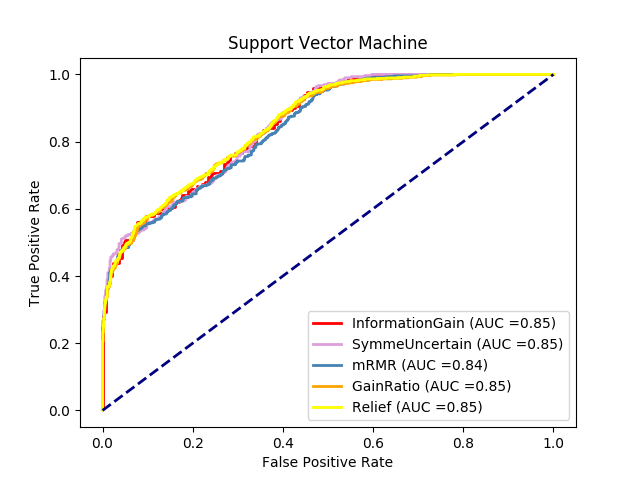 Support Vector Machine
True Positive Rate
1.0
0.8
0.6
0.4
0.2
0.0
InformationGain (AUC =0.85)
SymmeUncertain (AUC =0.85)
mRMR (AUC =0.84)
GainRatio (AUC =0.85)
Relief (AUC =0.85)
0.0 0.2 0.4 0.6 0.8 1.0
False Positive Rate